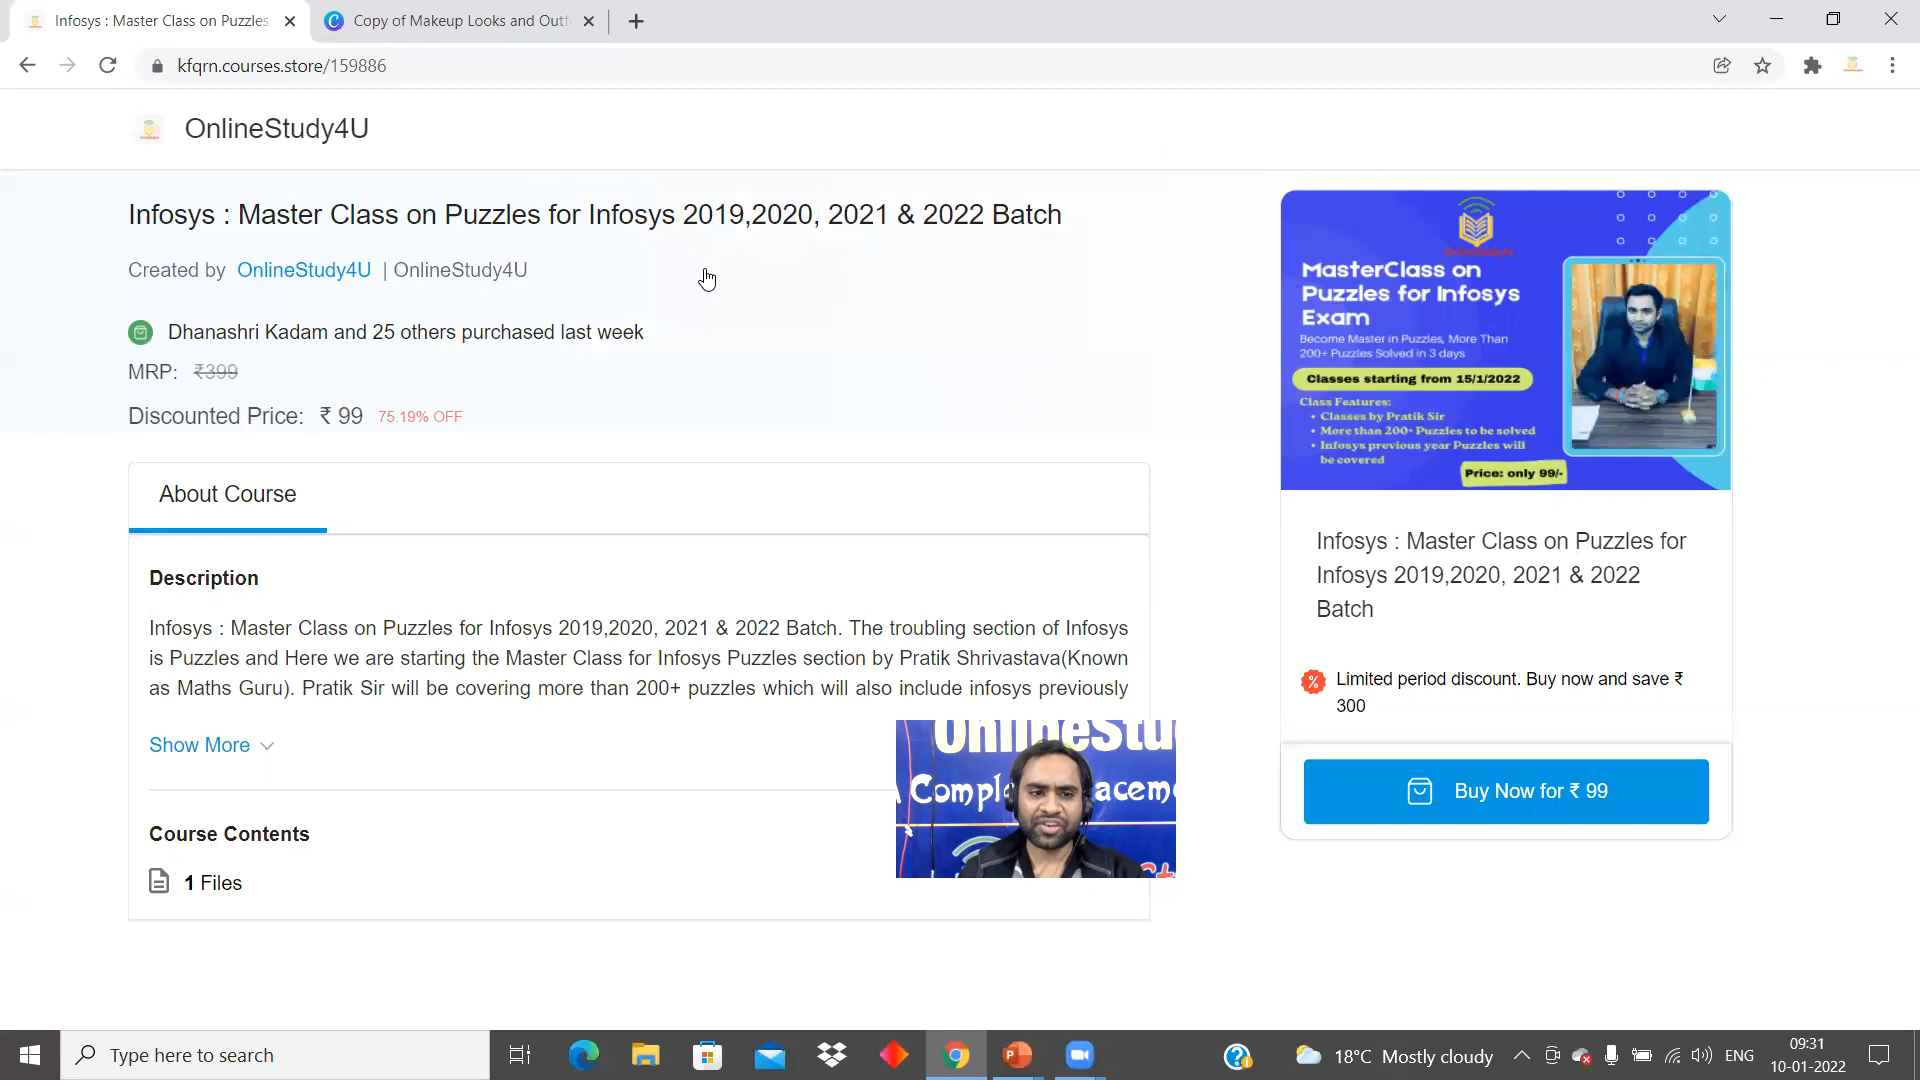 Infosys : Master Class on Puzzles
Copy of Makeup Looks and Outfi
kfqrn.courses.store/159886
OnlineStudy4U
Infosys : Master Class on Puzzles for Infosys 2019,2020, 2021 & 2022 Batch
Created by OnlineStudy4U | OnlineStudy4U
Dhanashri Kadam and 25 others purchased last week
MRP: ₹399
Discounted Price: ₹ 99 75.19% OFF
About Course
Description
Infosys : Master Class on Puzzles for Infosys 2019,2020, 2021 & 2022 Batch. The troubling section of Infosys
is Puzzles and Here we are starting the Master Class for Infosys Puzzles section by Pratik Shrivastava(Known
as Maths Guru). Pratik Sir will be covering more than 200+ puzzles which will also include infosys previously
Show More
Course Contents
1 Files
OnlineStu
A Comple acem
MasterClass on
Puzzles for Infosys
Exam
Become Master in Puzzles, More Than
200+ Puzzles Solved in 3 days
Classes starting from 15/1/2022
Class Features:
• Classes by Pratik Sir
• More than 200+ Puzzles to be solved
• Infosys previous year Puzzles will
be covered
Price: only 99/-
Infosys : Master Class on Puzzles for
Infosys 2019,2020, 2021 & 2022
Batch
Limited period discount. Buy now and save ₹
300
Buy Now for ₹ 99
Type here to search
18°C Mostly cloudy
ENG
09:31
10-01-2022